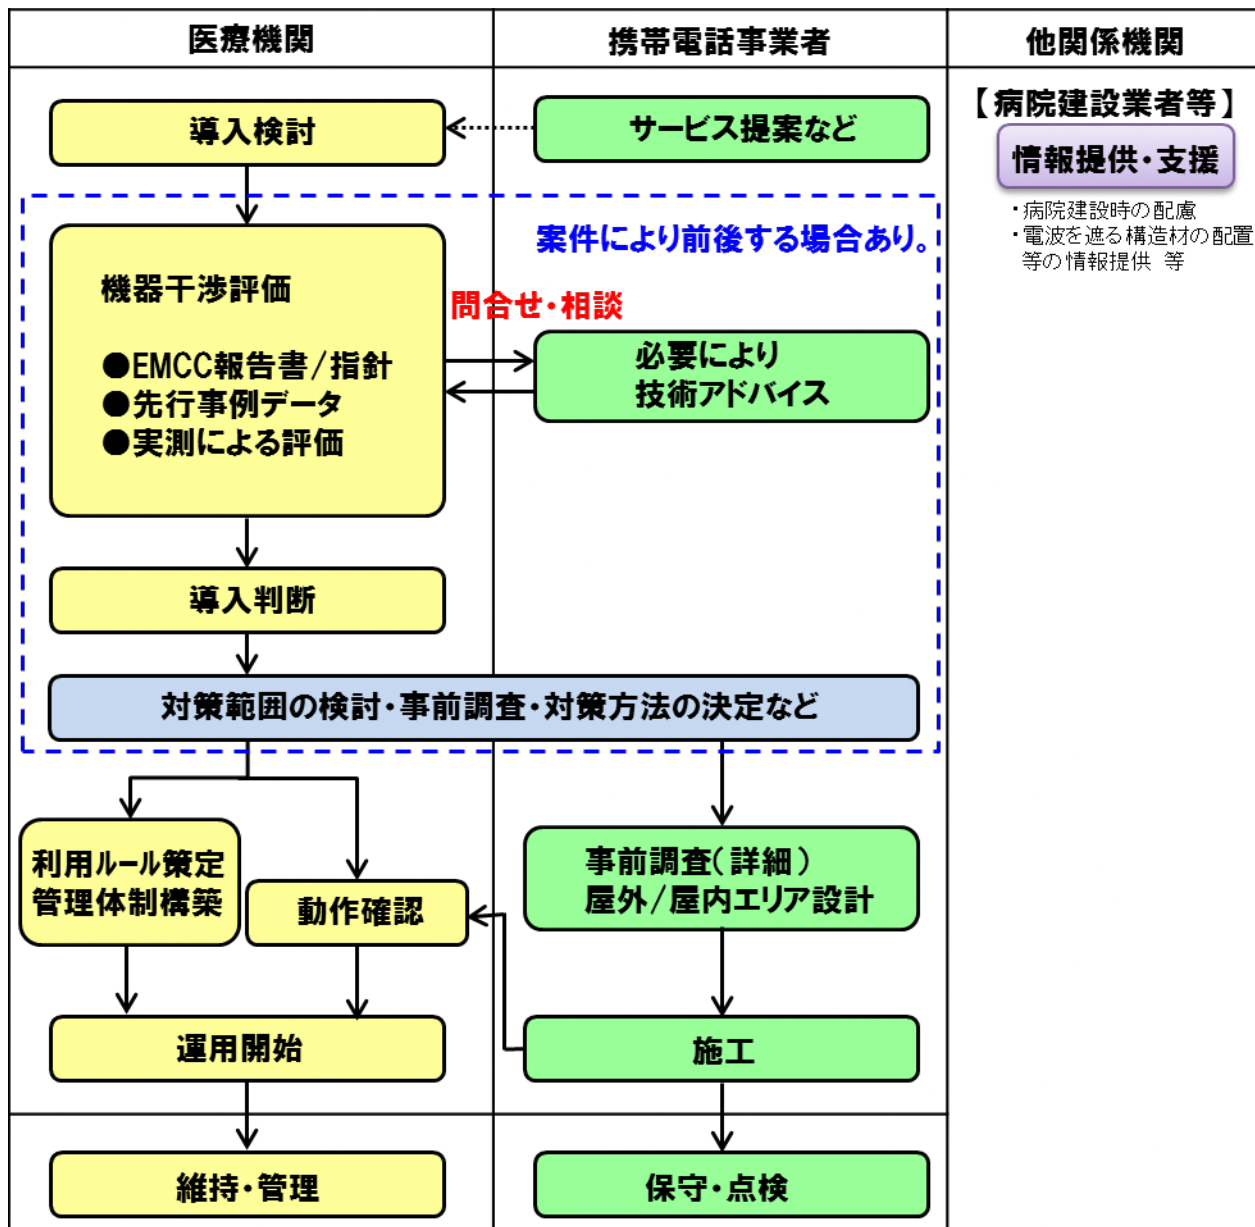 医療機関
携帯電話事業者
他関係機関
導入検討
サービス提案など
【病院建設業者等】
情報提供・支援
・病院建設時の配慮
・電波を遮る構造材の配置
等の情報提供 等
案件により前後する場合あり。
機器干渉評価
●EMCC報告書/指針
●先行事例データ
●実測による評価
問合せ・相談
必要により
技術アドバイス
導入判断
対策範囲の検討・事前調査・対策方法の決定など
利用ルール策定
管理体制構築
動作確認
事前調査(詳細)
屋外/屋内エリア設計
運用開始
施工
維持・管理
保守・点検